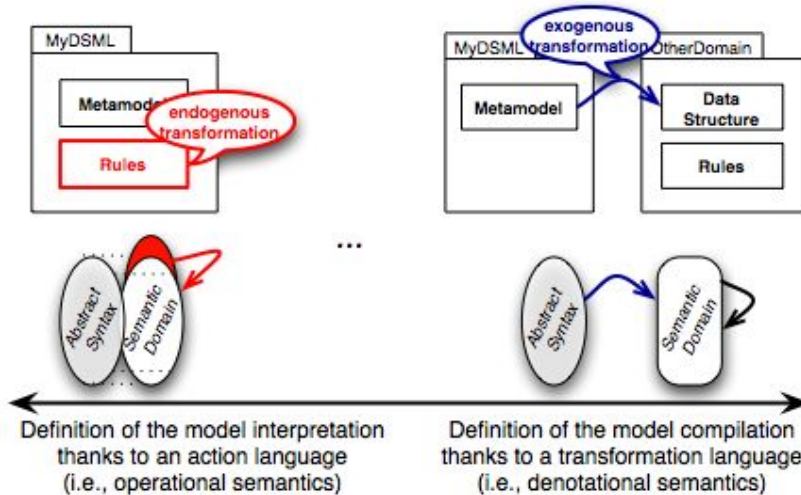 MyDSML
Metamodel
endogenous
transformation
Rules
Abstract
Syntax
Semantic
Domain
...
MyDSML
exogenous
transformation
OtherDomain
Metamodel
Data
Structure
Rules
Abstract
Syntax
Semantic
Domain
Definition of the model interpretation
thanks to an action language
(i.e., operational semantics)
Definition of the model compilation
thanks to a transformation language
(i.e., denotational semantics)